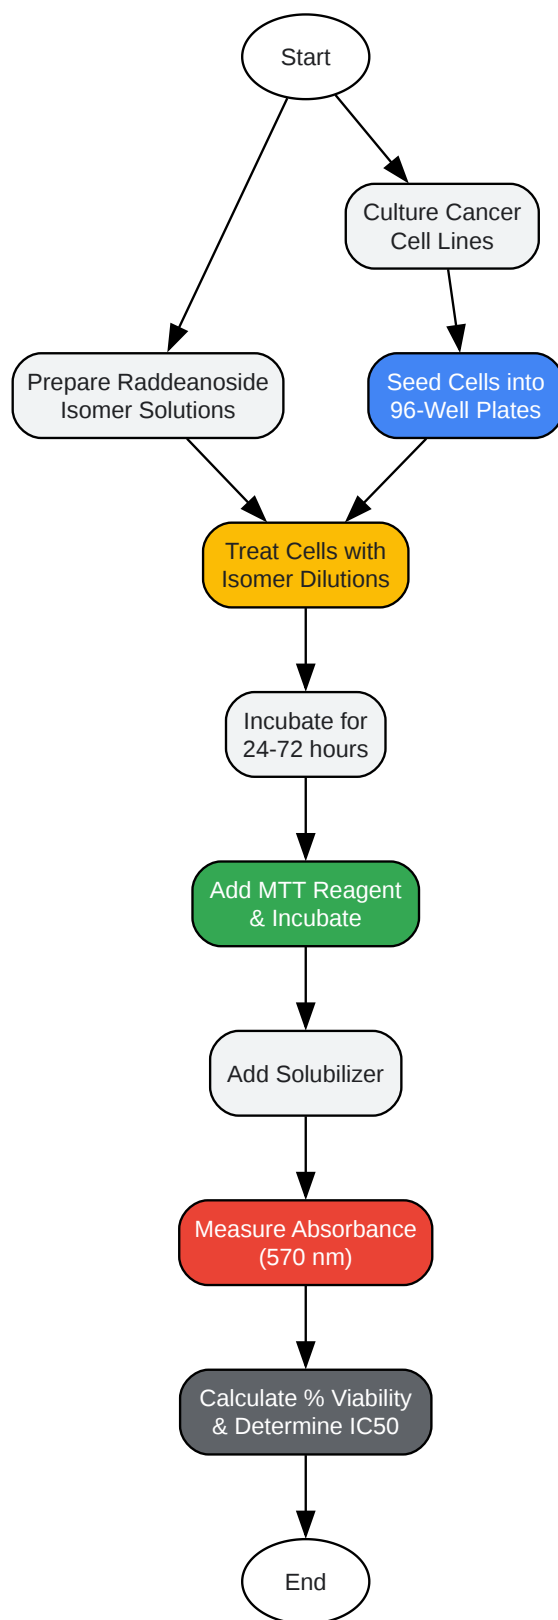 Start
Culture Cancer
Cell Lines
Prepare Raddeanoside
Isomer Solutions
Seed Cells into
96-Well Plates
Treat Cells with
Isomer Dilutions
Incubate for
24-72 hours
Add MTT Reagent
& Incubate
Add Solubilizer
Measure Absorbance
(570 nm)
Calculate % Viability
& Determine IC50
End